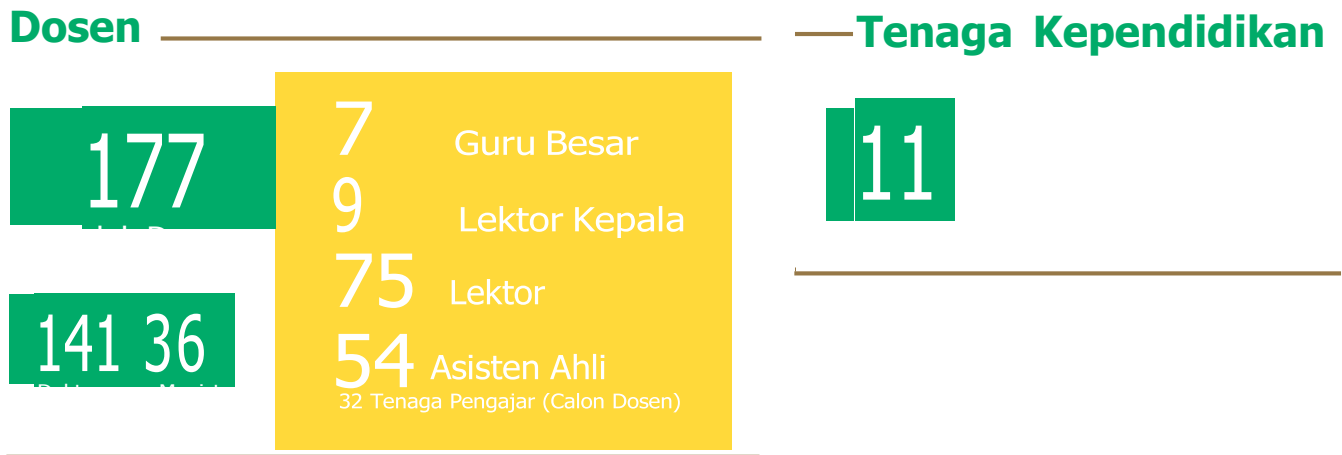 Dosen
177
141 36
7 Guru Besar
9 Lektor Kepala
75 Lektor
54 Asisten Ahli
32 Tenaga Pengajar (Calon Dosen)
Tenaga Kependidikan
11